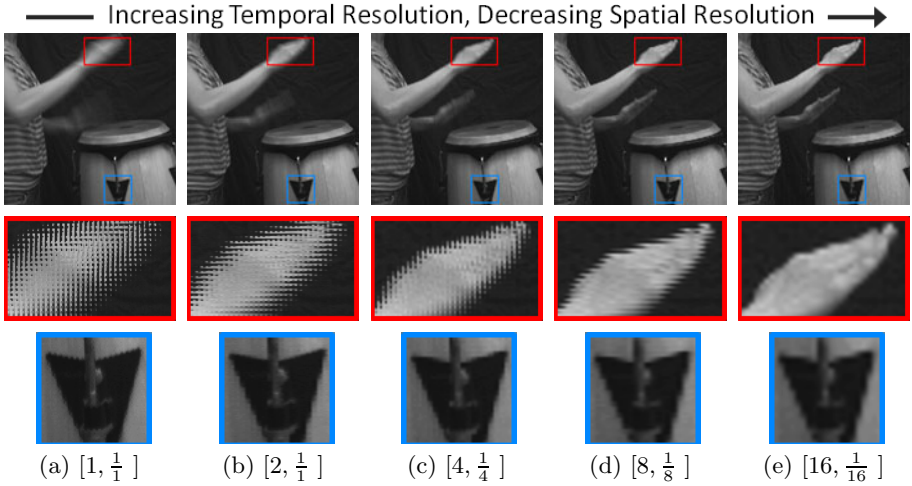 Increasing Temporal Resolution, Decreasing Spatial Resolution
(a) [1, 1/1 ] (b) [2, 1/1 ] (c) [4, 1/4 ] (d) [8, 1/8 ] (e) [16, 1/16 ]